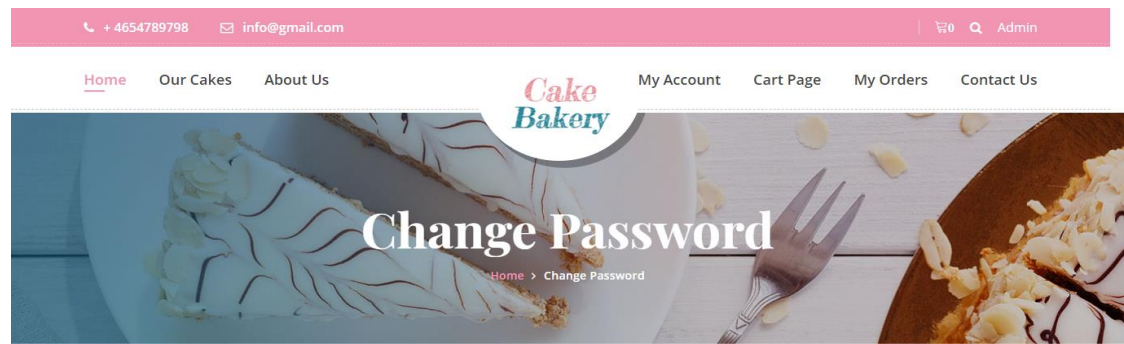 + 4654789798 info@gmail.com 0 Admin
Home Our Cakes About Us My Account Cart Page My Orders Contact Us
Cake
Bakery
Change Password
Home > Change Password